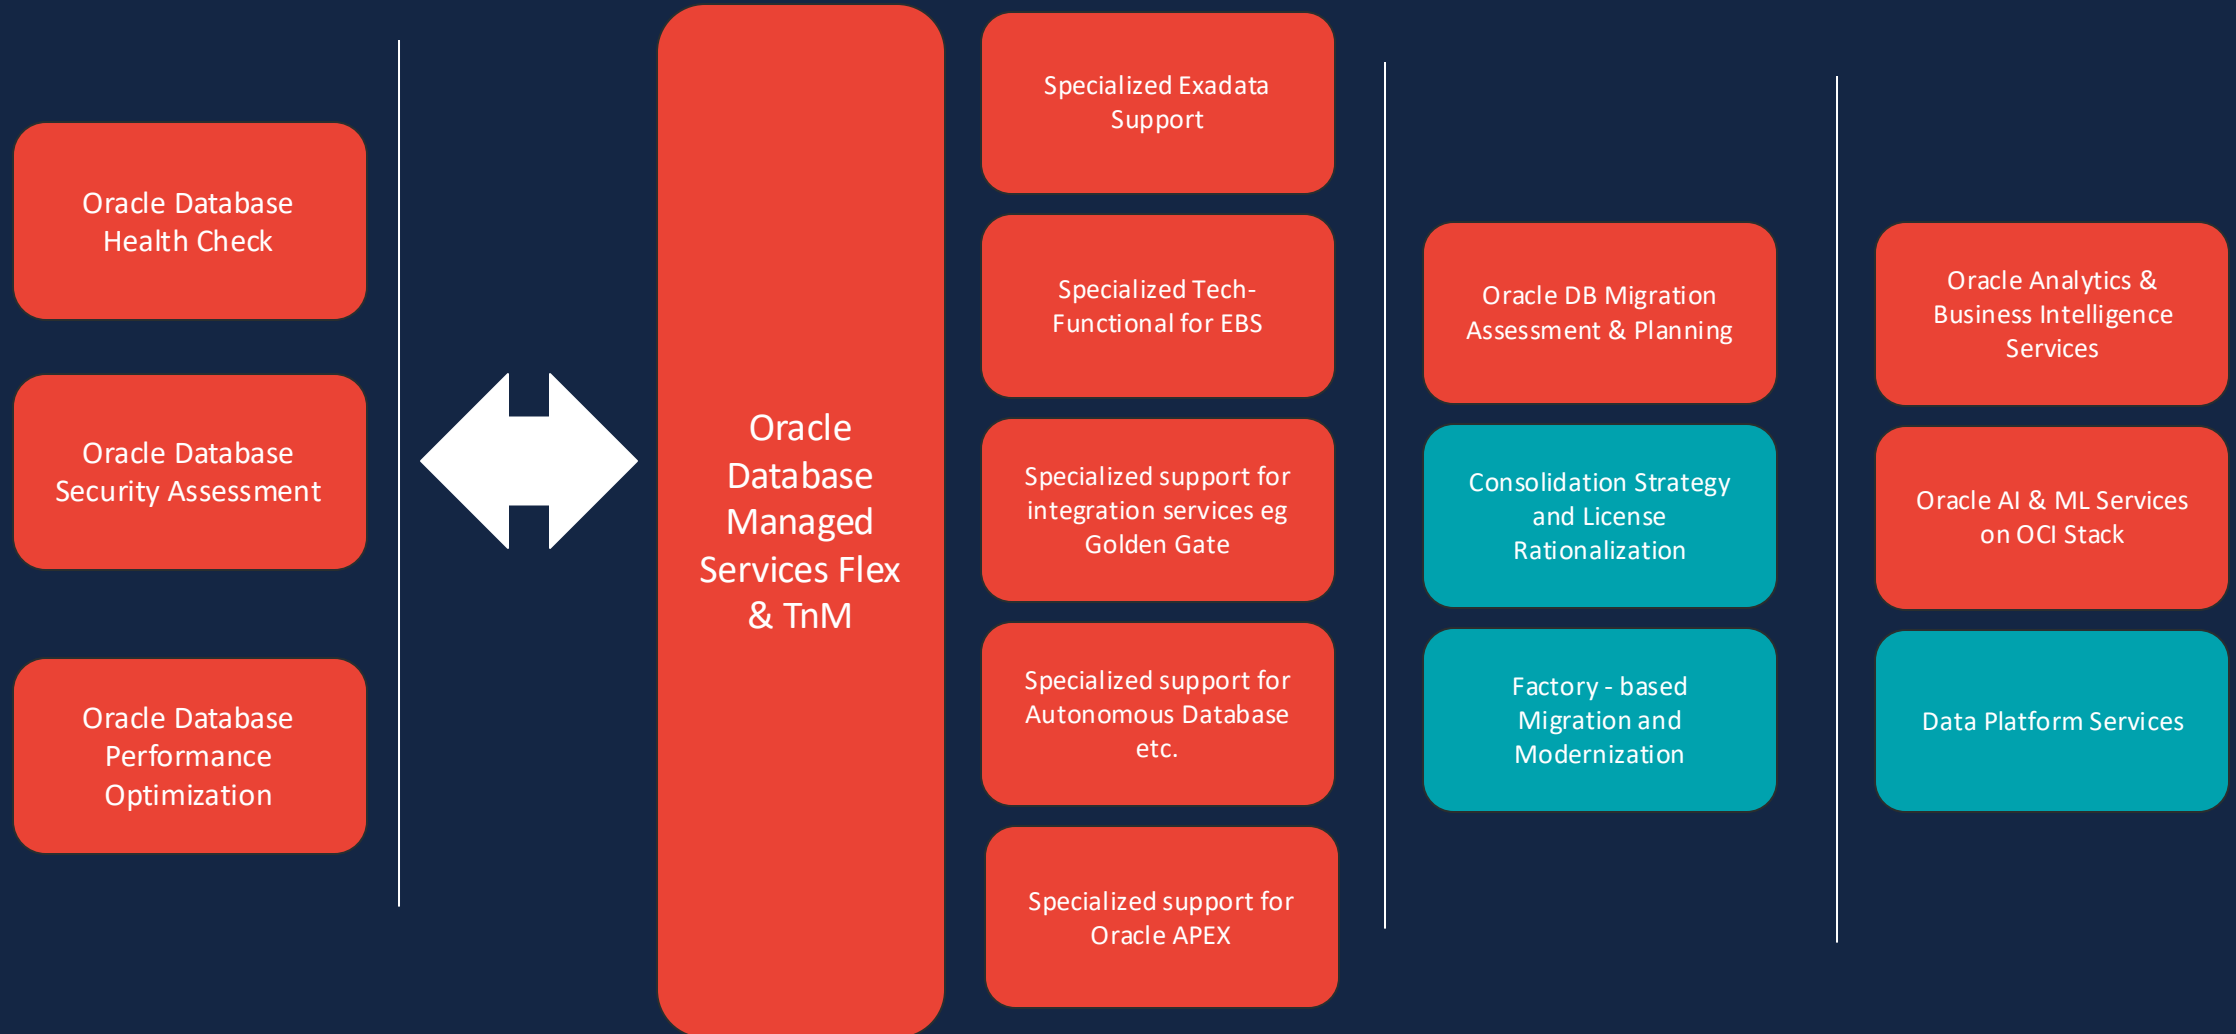 Oracle Database
Health Check
Oracle Database
Security Assessment
Oracle Database
Performance
Optimization
Oracle
Database
Managed
Services Flex
& TnM
Specialized Exadata
Support
Specialized Tech-
Functional for EBS
Specialized support for
integration services eg
Golden Gate
Specialized support for
Autonomous Database
etc.
Specialized support for
Oracle APEX
Oracle DB Migration
Assessment & Planning
Consolidation Strategy
and License
Rationalization
Factory - based
Migration and
Modernization
Oracle Analytics &
Business Intelligence
Services
Oracle AI & ML Services
on OCI Stack
Data Platform Services